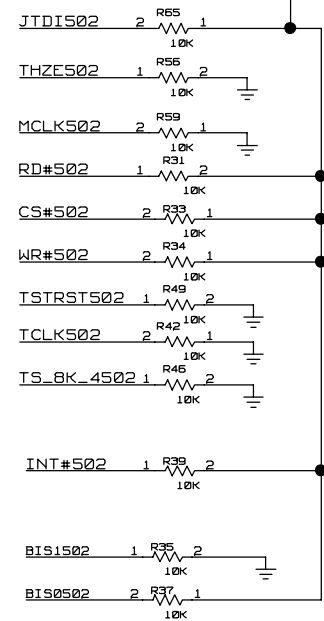 R65
JTDI502 2 1
10K
R56
THZE502 1 2
10K
R59
MCLK502 2 1
10K
R31
RD#502 1 2
10K
R33
CS#502 2 1
10K
R34
WR#502 2 1
10K
R49
TSTRST502 1 2
10K
R42
TCLK502 2 1
10K
R46
TS_8K_4502 1 2
10K
R39
INT#502 1 2
10K
R35
BIS1502 1 2
10K
R37
BIS0502 2 1
10K